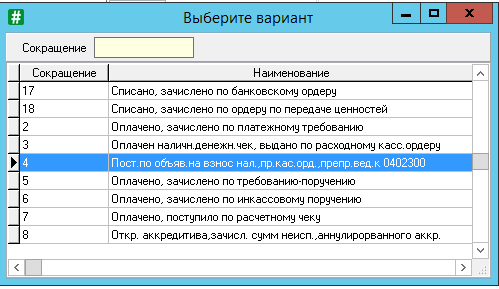 # Выберите вариант
Сокращение
Сокращение Наименование
17 Списано, зачислено по банковскому ордеру
18 Списано, зачислено по ордеру по передаче ценностей
2 Оплачено, зачислено по платежному требованию
3 Оплачен наличн.денежн.чек, выдано по расходному касс.ордеру
4 Пост.по объяв.на взнос нал.,пр.кас.орд.,препр.вед.к 0402300
5 Оплачено, зачислено по требованию-поручению
6 Оплачено, зачислено по инкассовому поручению
7 Оплачено, поступило по расчетному чеку
8 Откр. аккредитива,зачисл. сумм неисп.,аннулирорванного аккр.